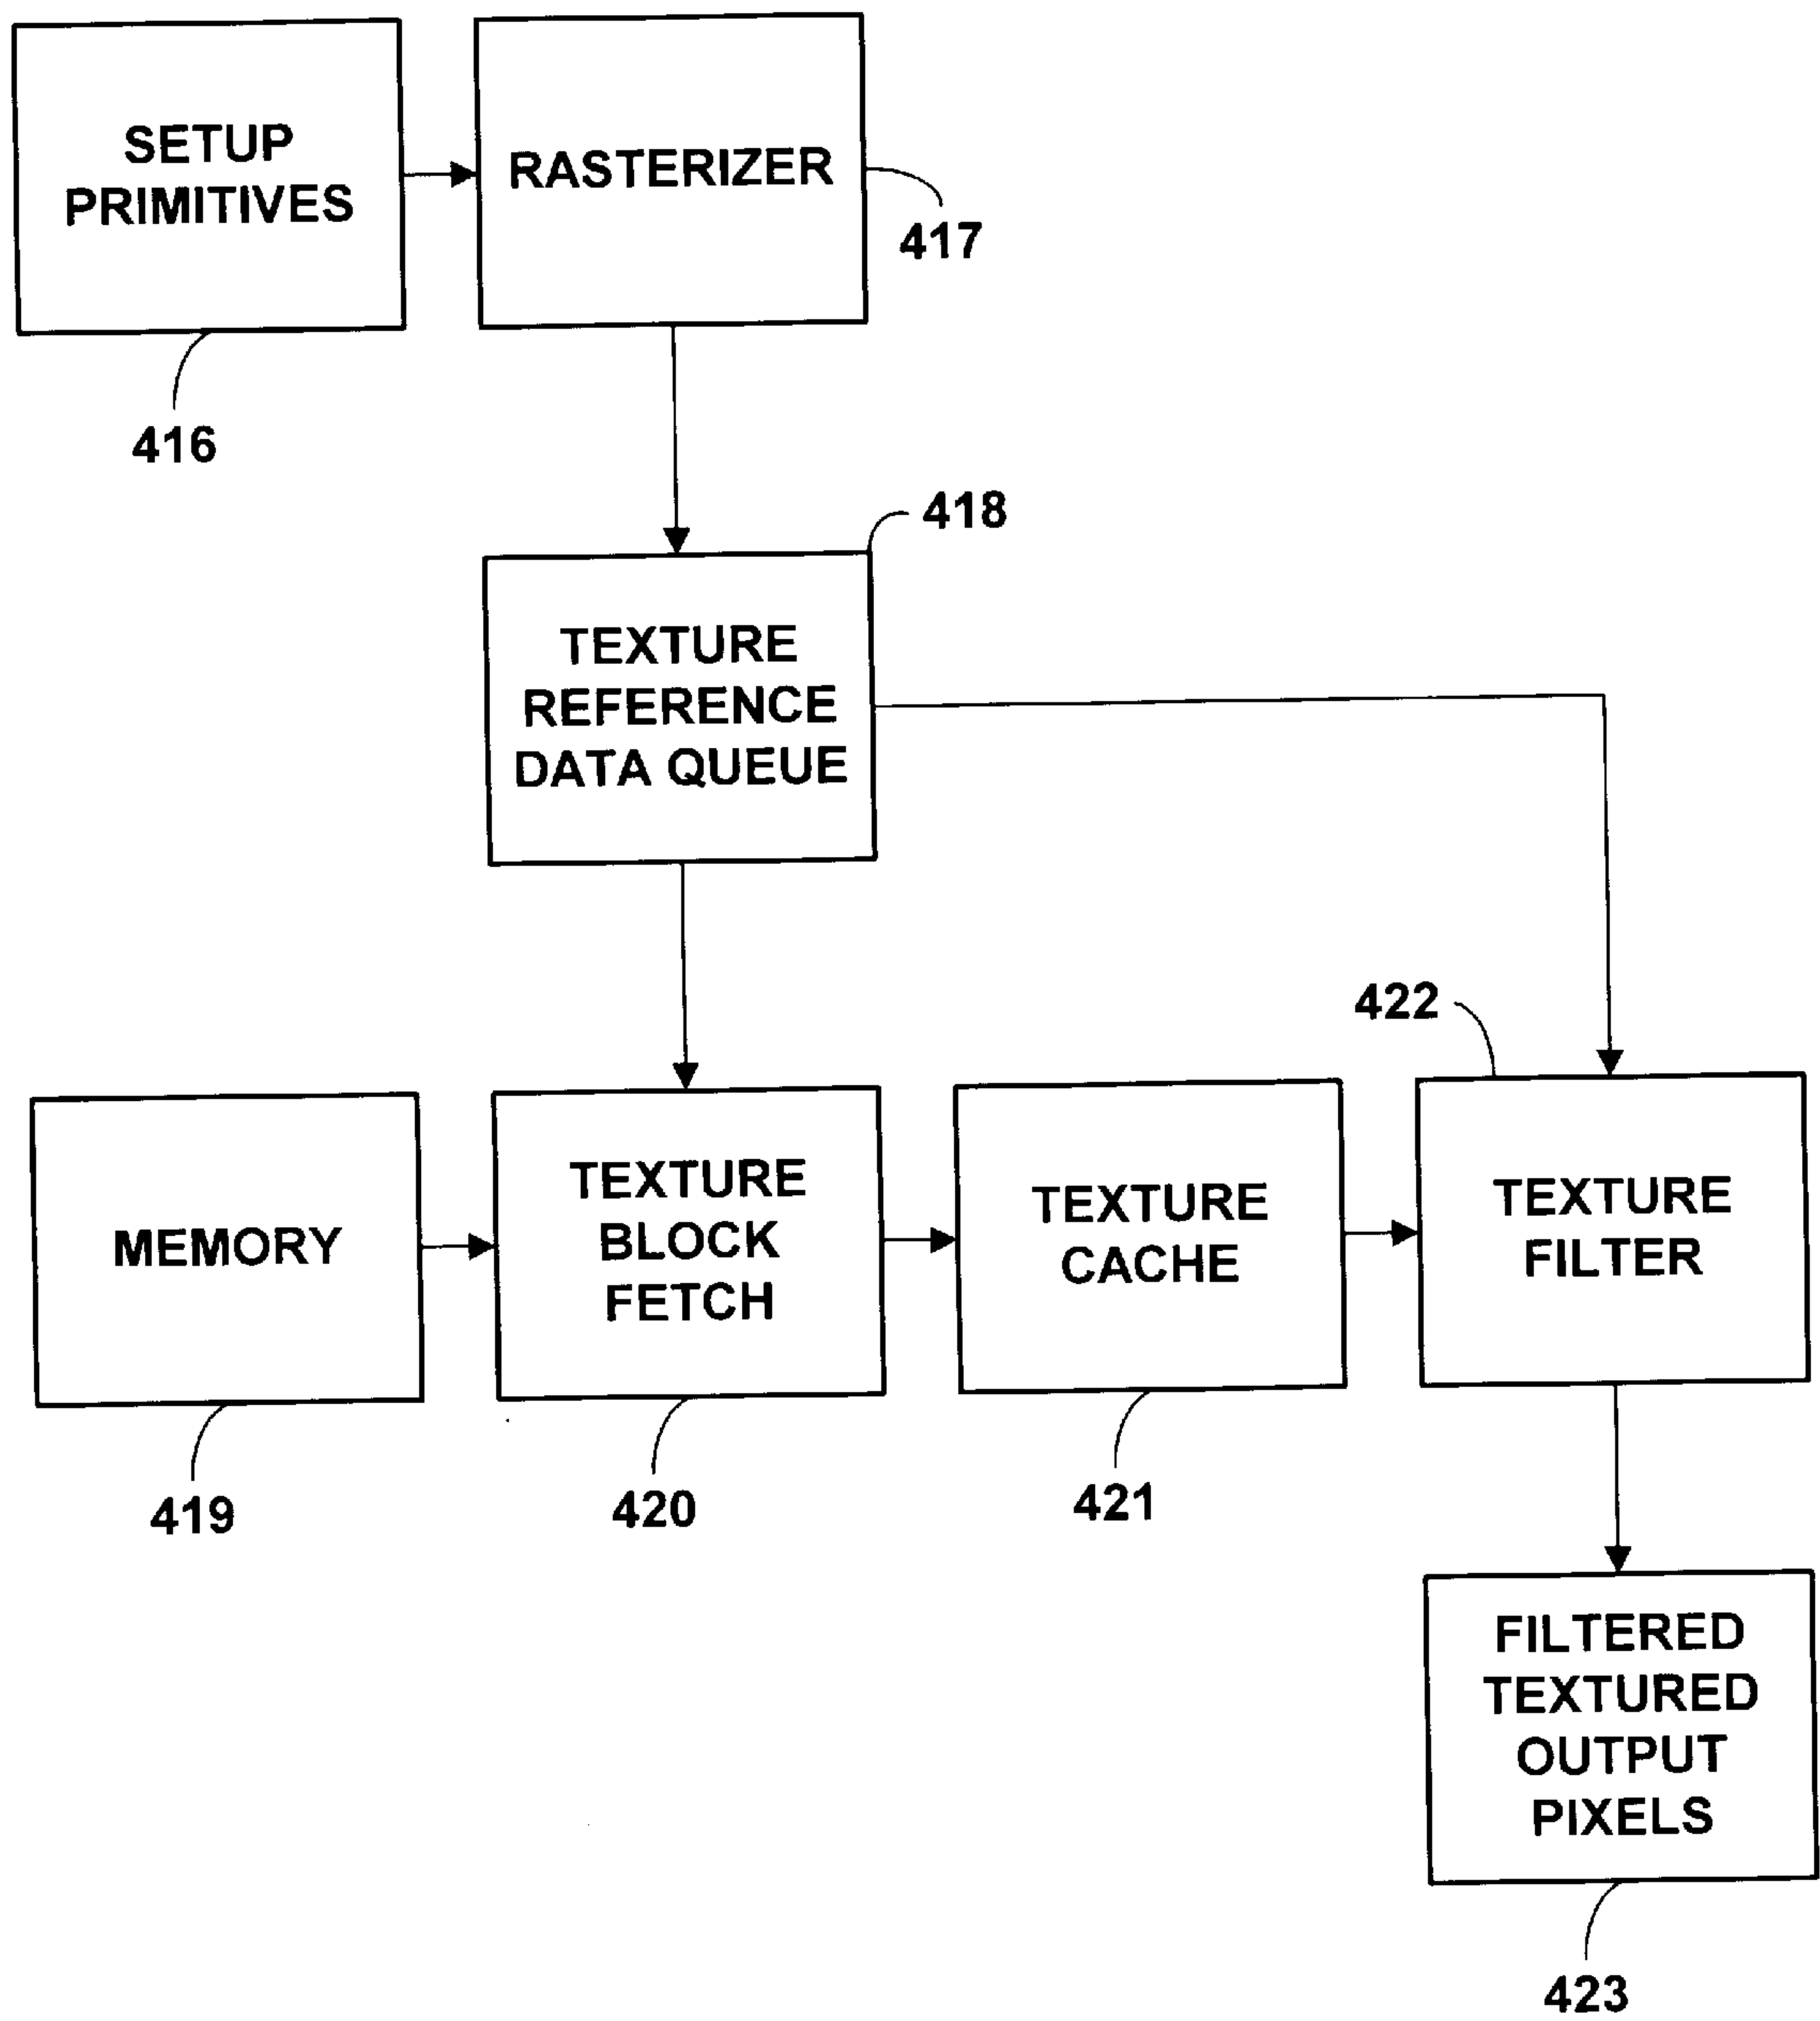 SETUP
PRIMITIVES
RASTERIZER
417
416
418
TEXTURE
REFERENCE
DATA QUEUE
422
MEMORY
TEXTURE
BLOCK
FETCH
TEXTURE
CACHE
TEXTURE
FILTER
419
420
421
FILTERED
TEXTURED
OUTPUT
PIXELS
423